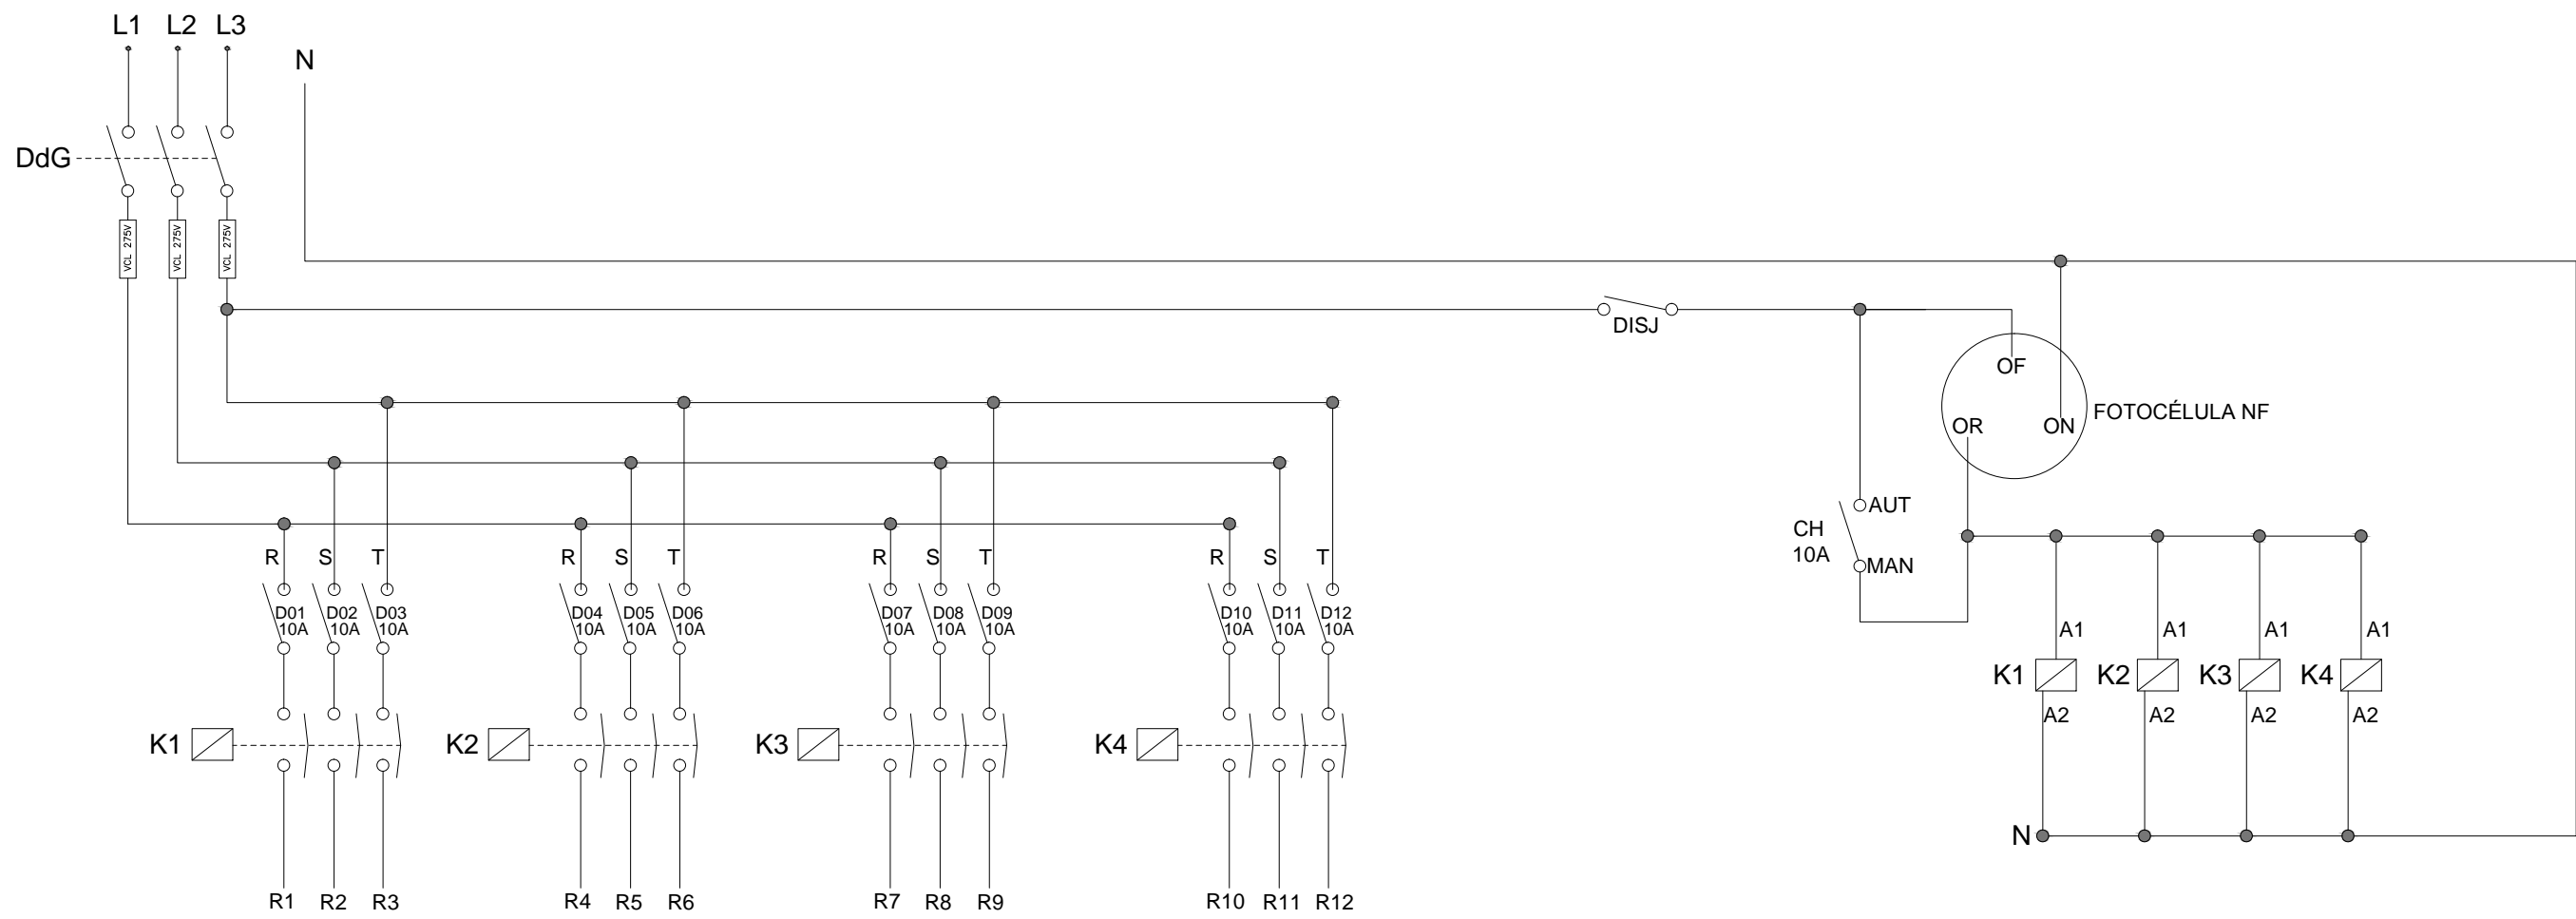 L1 L2 L3
N
DdG
VCL 275V VCL 275V VCL 275V
DISJ
OF
FOTOCÉLULA NF
OR ON
AUT
CH
10A
MAN
R S T R S T R S T R S T
D01 D02 D03 D04 D05 D06 D07 D08 D09 D10 D11 D12
10A 10A 10A 10A 10A 10A 10A 10A 10A 10A 10A 10A
A1 A1 A1 A1
K1 K2 K3 K4
A2 A2 A2 A2
K1 K2 K3 K4
N
R1 R2 R3 R4 R5 R6 R7 R8 R9 R10 R11 R12